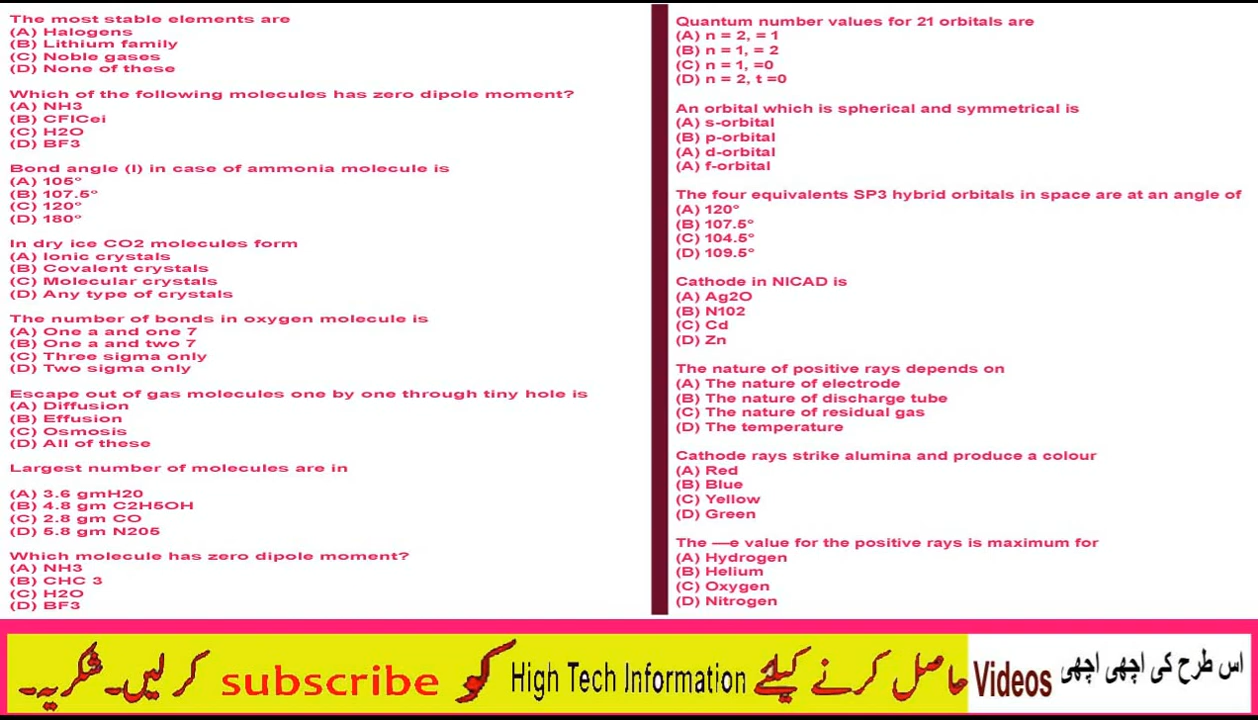 The most stable elements are
(A) Halogens
(B) Lithium family
(C) Noble gases
(D) None of these
Which of the following molecules has zero dipole moment?
(A) NH3
(B) CFICei
(C) H2O
(D) BF3
Bond angle (I) in case of ammonia molecule is
(A) 105°
(B) 107.5°
(C) 120°
(D) 180°
In dry ice CO2 molecules form
(A) Ionic crystals
(B) Covalent crystals
(C) Molecular crystals
(D) Any type of crystals
The number of bonds in oxygen molecule is
(A) One a and one 7
(B) One a and two 7
(C) Three sigma only
(D) Two sigma only
Escape out of gas molecules one by one through tiny hole is
(A) Diffusion
(B) Effusion
(C) Osmosis
(D) All of these
Largest number of molecules are in
(A) 3.6 gmH20
(B) 4.8 gm C2H5OH
(C) 2.8 gm CO
(D) 5.8 gm N205
Which molecule has zero dipole moment?
(A) NH3
(B) CHC 3
(C) H2O
(D) BF3
Quantum number values for 21 orbitals are
(A) n = 2, = 1
(B) n = 1, = 2
(C) n = 1, =0
(D) n = 2, t =0
An orbital which is spherical and symmetrical is
(A) s-orbital
(B) p-orbital
(A) d-orbital
(A) f-orbital
The four equivalents SP3 hybrid orbitals in space are at an angle of
(A) 120°
(B) 107.5°
(C) 104.5°
(D) 109.5°
Cathode in NICAD is
(A) Ag2O
(B) N102
(C) Cd
(D) Zn
The nature of positive rays depends on
(A) The nature of electrode
(B) The nature of discharge tube
(C) The nature of residual gas
(D) The temperature
Cathode rays strike alumina and produce a colour
(A) Red
(B) Blue
(C) Yellow
(D) Green
The —e value for the positive rays is maximum for
(A) Hydrogen
(B) Helium
(C) Oxygen
(D) Nitrogen
اس طرح کی اچھی اچھی Videos حاصل کرنے کیلئے High Tech Information کو subscribe کر لیں۔ شکریہ۔